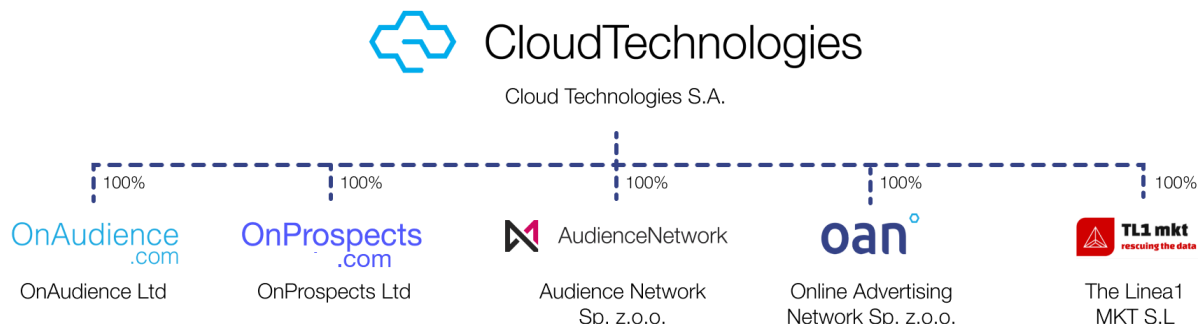 CloudTechnologies
Cloud Technologies S.A.
100% 100% 100% 100% 100%
OnAudience
.com
OnProspects
.com
AudienceNetwork
oan
TL1 mkt
rescuing the data
OnAudience Ltd
OnProspects Ltd
Audience Network
Sp. z.o.o.
Online Advertising
Network Sp. z.o.o.
The Linea1
MKT S.L